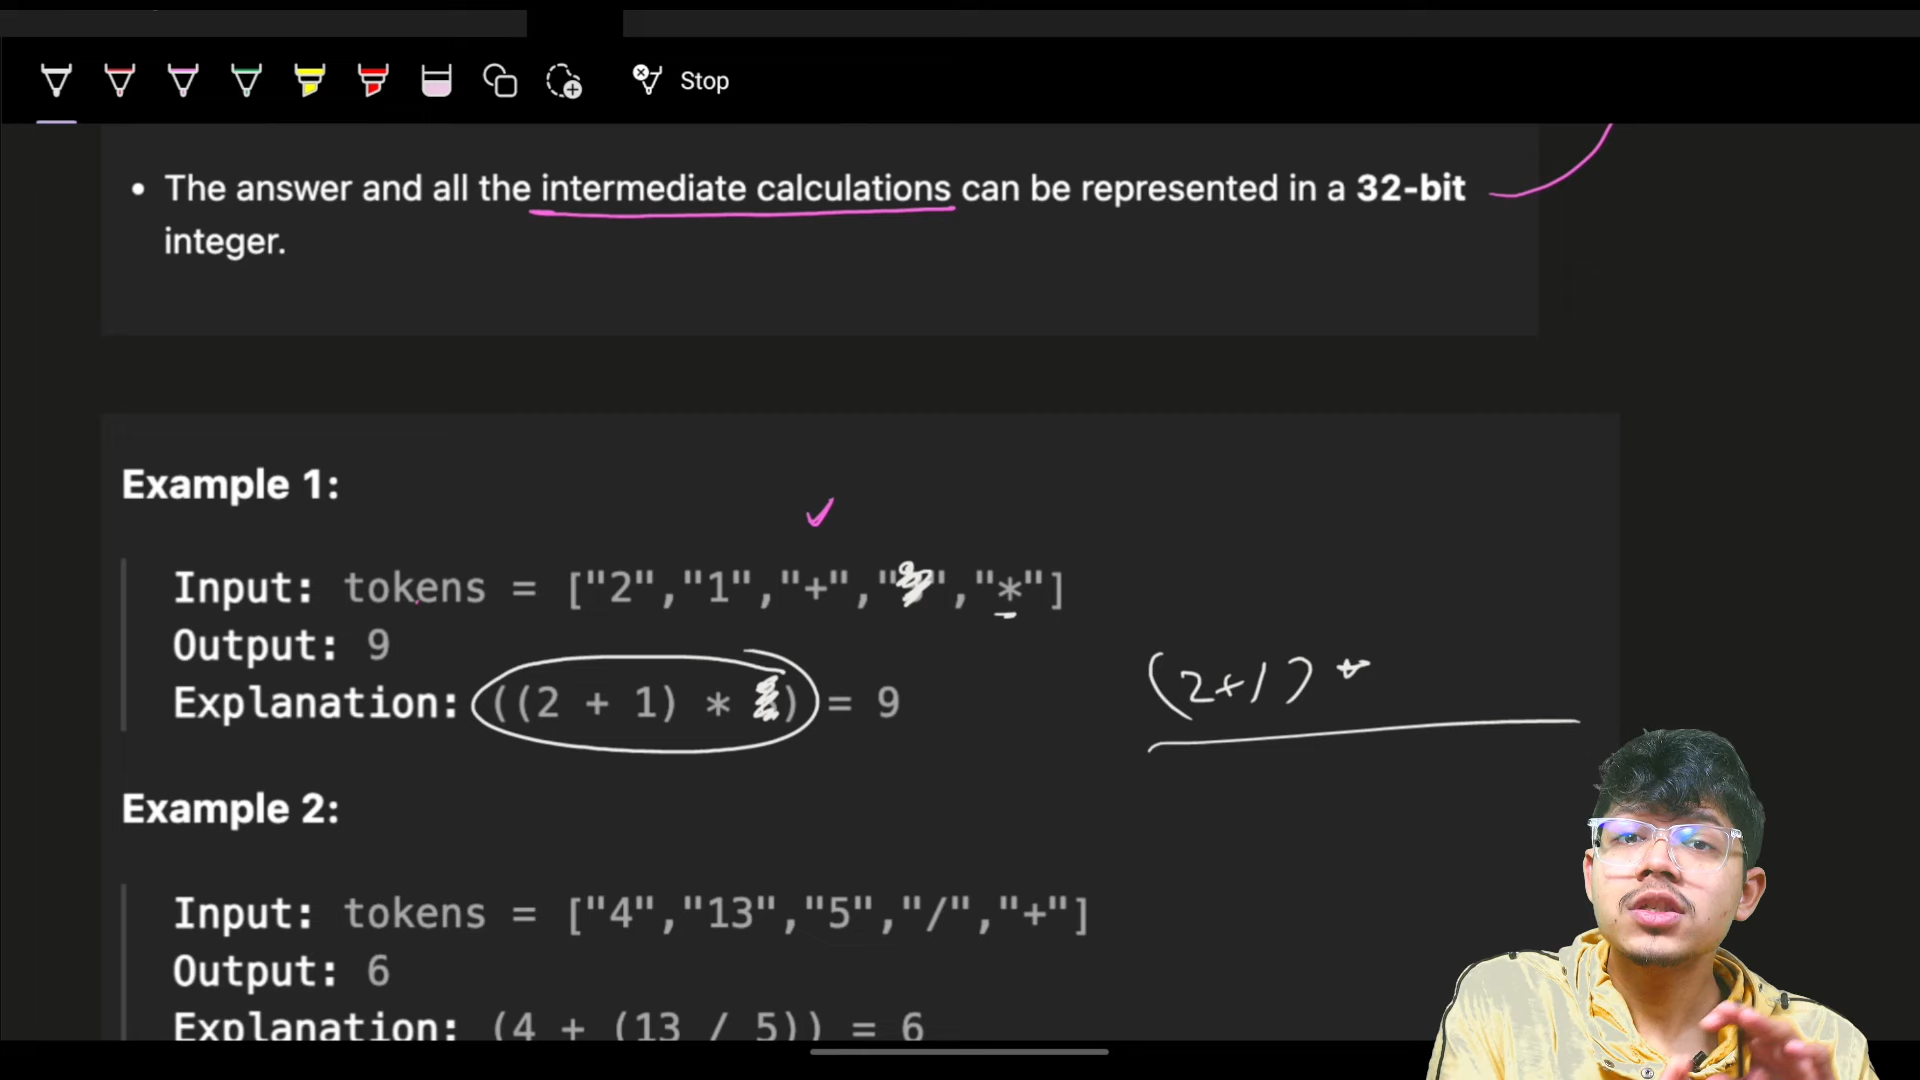 Stop
• The answer and all the intermediate calculations can be represented in a 32-bit
integer.
Example 1:
Input: tokens = ["2","1","+","3","*"]
Output: 9
Explanation: ((2 + 1) * ) = 9
(2+1) *
Example 2:
Input: tokens = ["4","13","5","/","+"]
Output: 6
Explanation: (4 + (13 / 5)) = 6